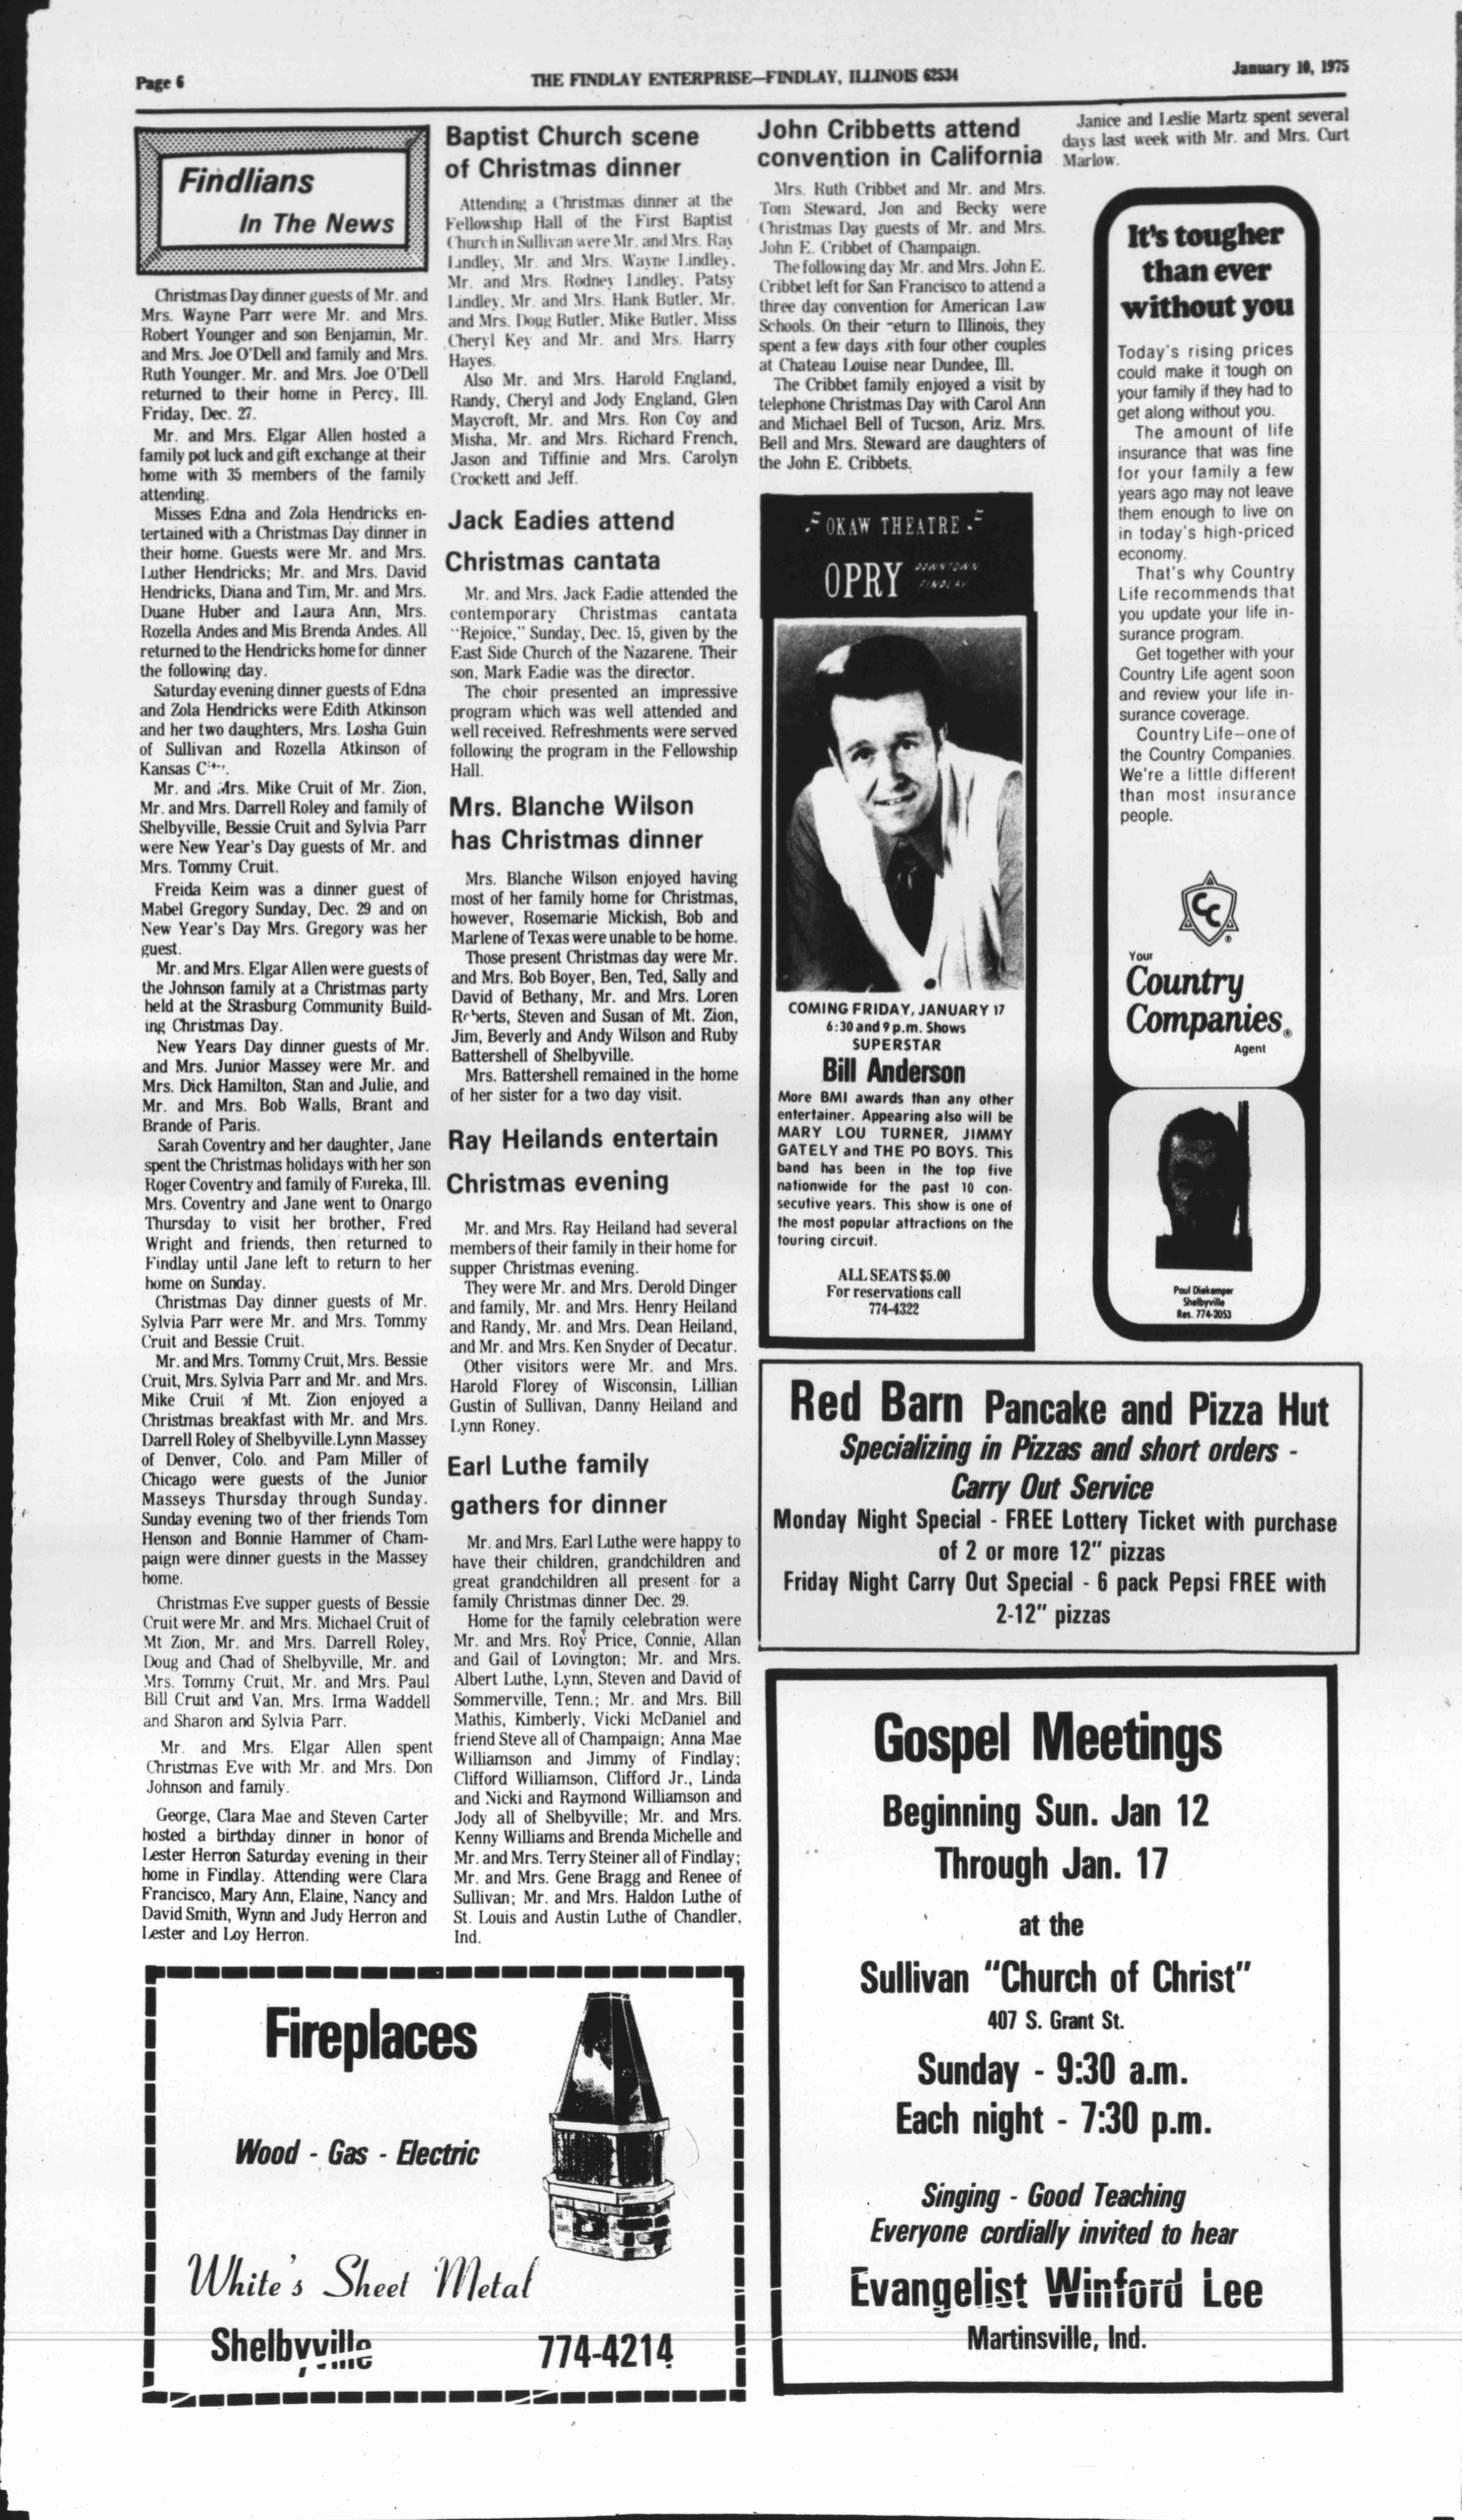 Page 6
THE FINDLAY ENTERPRISE—FINDLAY, ILLINOIS 62534
January 10, 1975
Findlians
In The News
Christmas Day dinner guests of Mr. and
Mrs. Wayne Parr were Mr. and Mrs.
Robert Younger and son Benjamin, Mr.
and Mrs. Joe O'Dell and family and Mrs.
Ruth Younger. Mr. and Mrs. Joe O'Dell
returned to their home in Percy, Ill.
Friday, Dec. 27.
Mr. and Mrs. Elgar Allen hosted a
family pot luck and gift exchange at their
home with 35 members of the family
attending.
Misses Edna and Zola Hendricks en-
tertained with a Christmas Day dinner in
their home. Guests were Mr. and Mrs.
Luther Hendricks; Mr. and Mrs. David
Hendricks, Diana and Tim, Mr. and Mrs.
Duane Huber and Laura Ann, Mrs.
Rozella Andes and Mis Brenda Andes. All
returned to the Hendricks home for dinner
the following day.
Saturday evening dinner guests of Edna
and Zola Hendricks were Edith Atkinson
and her two daughters, Mrs. Losha Guin
of Sullivan and Rozella Atkinson of
Kansas
Mr. and Mrs. Mike Cruit of Mr. Zion,
Mr. and Mrs. Darrell Roley and family of
Shelbyville, Bessie Cruit and Sylvia Parr
were New Year's Day guests of Mr. and
Mrs. Tommy Cruit.
Freida Keim was a dinner guest of
Mabel Gregory Sunday, Dec. 29 and on
New Year's Day Mrs. Gregory was her
guest.
Mr. and Mrs. Elgar Allen were guests of
the Johnson family at a Christmas party
held at the Strasburg Community Build-
ing Christmas Day.
New Years Day dinner guests of Mr.
and Mrs. Junior Massey were Mr. and
Mrs. Dick Hamilton, Stan and Julie, and
Mr. and Mrs. Bob Walls, Brant and
Brande of Paris.
Sarah Coventry and her daughter, Jane
spent the Christmas holidays with her son
Roger Coventry and family of Eureka, Ill.
Mrs. Coventry and Jane went to Onargo
Thursday to visit her brother, Fred
Wright and friends, then returned to
Findlay until Jane left to return to her
home on Sunday.
Christmas Day dinner guests of Mr.
Sylvia Parr were Mr. and Mrs. Tommy
Cruit and Bessie Cruit.
Mr. and Mrs. Tommy Cruit, Mrs. Bessie
Cruit, Mrs. Sylvia Parr and Mr. and Mrs.
Mike Cruit of Mt. Zion enjoyed a
Christmas breakfast with Mr. and Mrs.
Darrell Roley of Shelbyville. Lynn Massey
of Denver, Colo. and Pam Miller of
Chicago were guests of the Junior
Masseys Thursday through Sunday.
Sunday evening two of ther friends Tom
Henson and Bonnie Hammer of Cham-
paign were dinner guests in the Massey
home.
Christmas Eve supper guests of Bessie
Cruit were Mr. and Mrs. Michael Cruit of
Mt Zion, Mr. and Mrs. Darrell Roley,
Doug and Chad of Shelbyville, Mr. and
Mrs. Tommy Cruit, Mr. and Mrs. Paul
Bill Cruit and Van, Mrs. Irma Waddell
and Sharon and Sylvia Parr.
Mr. and Mrs. Elgar Allen spent
Christmas Eve with Mr. and Mrs. Don
Johnson and family.
George, Clara Mae and Steven Carter
hosted a birthday dinner in honor of
Lester Herron Saturday evening in their
home in Findlay. Attending were Clara
Francisco, Mary Ann, Elaine, Nancy and
David Smith, Wynn and Judy Herron and
Lester and Loy Herron.
Baptist Church scene
of Christmas dinner
Attending a Christmas dinner at the
Fellowship Hall of the First Baptist
Church in Sullivan were Mr. and Mrs. Ray
Lindley, Mr. and Mrs. Wayne Lindley,
Mr. and Mrs. Rodney Lindley, Patsy
Lindley, Mr. and Mrs. Hank Butler, Mr.
and Mrs. Doug Butler, Mike Butler, Miss
Cheryl Key and Mr. and Mrs. Harry
Hayes.
Also Mr. and Mrs. Harold England,
Randy, Cheryl and Jody England, Glen
Maycroft, Mr. and Mrs. Ron Coy and
Misha, Mr. and Mrs. Richard French,
Jason and Tiffinie and Mrs. Carolyn
Crockett and Jeff.
Jack Eadies attend
Christmas cantata
Mr. and Mrs. Jack Eadie attended the
contemporary Christmas cantata
"Rejoice," Sunday, Dec. 15, given by the
East Side Church of the Nazarene. Their
son, Mark Eadie was the director.
The choir presented an impressive
program which was well attended and
well received. Refreshments were served
following the program in the Fellowship
Hall.
Mrs. Blanche Wilson
has Christmas dinner
Mrs. Blanche Wilson enjoyed having
most of her family home for Christmas,
however, Rosemarie Mickish, Bob and
Marlene of Texas were unable to be home.
Those present Christmas day were Mr.
and Mrs. Bob Boyer, Ben, Ted, Sally and
David of Bethany, Mr. and Mrs. Loren
Roberts, Steven and Susan of Mt. Zion,
Jim, Beverly and Andy Wilson and Ruby
Battershell of Shelbyville.
Mrs. Battershell remained in the home
of her sister for a two day visit.
Ray Heilands entertain
Christmas evening
Mr. and Mrs. Ray Heiland had several
members of their family in their home for
supper Christmas evening.
They were Mr. and Mrs. Derold Dinger
and family, Mr. and Mrs. Henry Heiland
and Randy, Mr. and Mrs. Dean Heiland,
and Mr. and Mrs. Ken Snyder of Decatur.
Other visitors were Mr. and Mrs.
Harold Florey of Wisconsin, Lillian
Gustin of Sullivan, Danny Heiland and
Lynn Roney.
Earl Luthe family
gathers for dinner
Mr. and Mrs. Earl Luthe were happy to
have their children, grandchildren and
great grandchildren all present for a
family Christmas dinner Dec. 29.
Home for the family celebration were
Mr. and Mrs. Roy Price, Connie, Allan
and Gail of Lovington; Mr. and Mrs.
Albert Luthe, Lynn, Steven and David of
Sommerville, Tenn.; Mr. and Mrs. Bill
Mathis, Kimberly, Vicki McDaniel and
friend Steve all of Champaign; Anna Mae
Williamson and Jimmy of Findlay;
Clifford Williamson, Clifford Jr., Linda
and Nicki and Raymond Williamson and
Jody all of Shelbyville; Mr. and Mrs.
Kenny Williams and Brenda Michelle and
Mr. and Mrs. Terry Steiner all of Findlay;
Mr. and Mrs. Gene Bragg and Renee of
Sullivan; Mr. and Mrs. Haldon Luthe of
St. Louis and Austin Luthe of Chandler,
Ind.
John Cribbetts attend
convention in California
Mrs. Ruth Cribbet and Mr. and Mrs.
Tom Steward, Jon and Becky were
Christmas Day guests of Mr. and Mrs.
John E. Cribbet of Champaign.
The following day Mr. and Mrs. John E.
Cribbet left for San Francisco to attend a
three day convention for American Law
Schools. On their return to Illinois, they
spent a few days with four other couples
at Chateau Louise near Dundee, Ill.
The Cribbet family enjoyed a visit by
telephone Christmas Day with Carol Ann
and Michael Bell of Tucson, Ariz. Mrs.
Bell and Mrs. Steward are daughters of
the John E. Cribbets.
Janice and Leslie Martz spent several
days last week with Mr. and Mrs. Curt
Marlow.
OKAW THEATRE
OPRY
DOWNTOWN
FINDLAY
COMING FRIDAY, JANUARY 17
6:30 and 9 p.m. Shows
SUPERSTAR
Bill Anderson
More BMI awards than any other
entertainer. Appearing also will be
MARY LOU TURNER, JIMMY
GATELY and THE PO BOYS. This
band has been in the top five
nationwide for the past 10 con-
secutive years. This show is one of
the most popular attractions on the
touring circuit.
ALL SEATS $5.00
For reservations call
774-4322
It's tougher
than ever
without you
Today's rising prices
could make it tough on
your family if they had to
get along without you.
The amount of life
insurance that was fine
for your family a few
years ago may not leave
them enough to live on
in today's high-priced
economy.
That's why Country
Life recommends that
you update your life in-
surance program.
Get together with your
Country Life agent soon
and review your life in-
surance coverage.
Country Life—one of
the Country Companies.
We're a little different
than most insurance
people.
CC®
Your
Country
Companies®
Agent
Paul Diekemper
Shelbyville
Res. 774-2053
Red Barn Pancake and Pizza Hut
Specializing in Pizzas and short orders -
Carry Out Service
Monday Night Special - FREE Lottery Ticket with purchase
of 2 or more 12" pizzas
Friday Night Carry Out Special - 6 pack Pepsi FREE with
2-12" pizzas
Gospel Meetings
Beginning Sun. Jan 12
Through Jan. 17
at the
Sullivan "Church of Christ"
407 S. Grant St.
Sunday - 9:30 a.m.
Each night - 7:30 p.m.
Singing - Good Teaching
Everyone cordially invited to hear
Evangelist Winford Lee
Martinsville, Ind.
Fireplaces
Wood - Gas - Electric
White's Sheet Metal
Shelbyville
774-4214